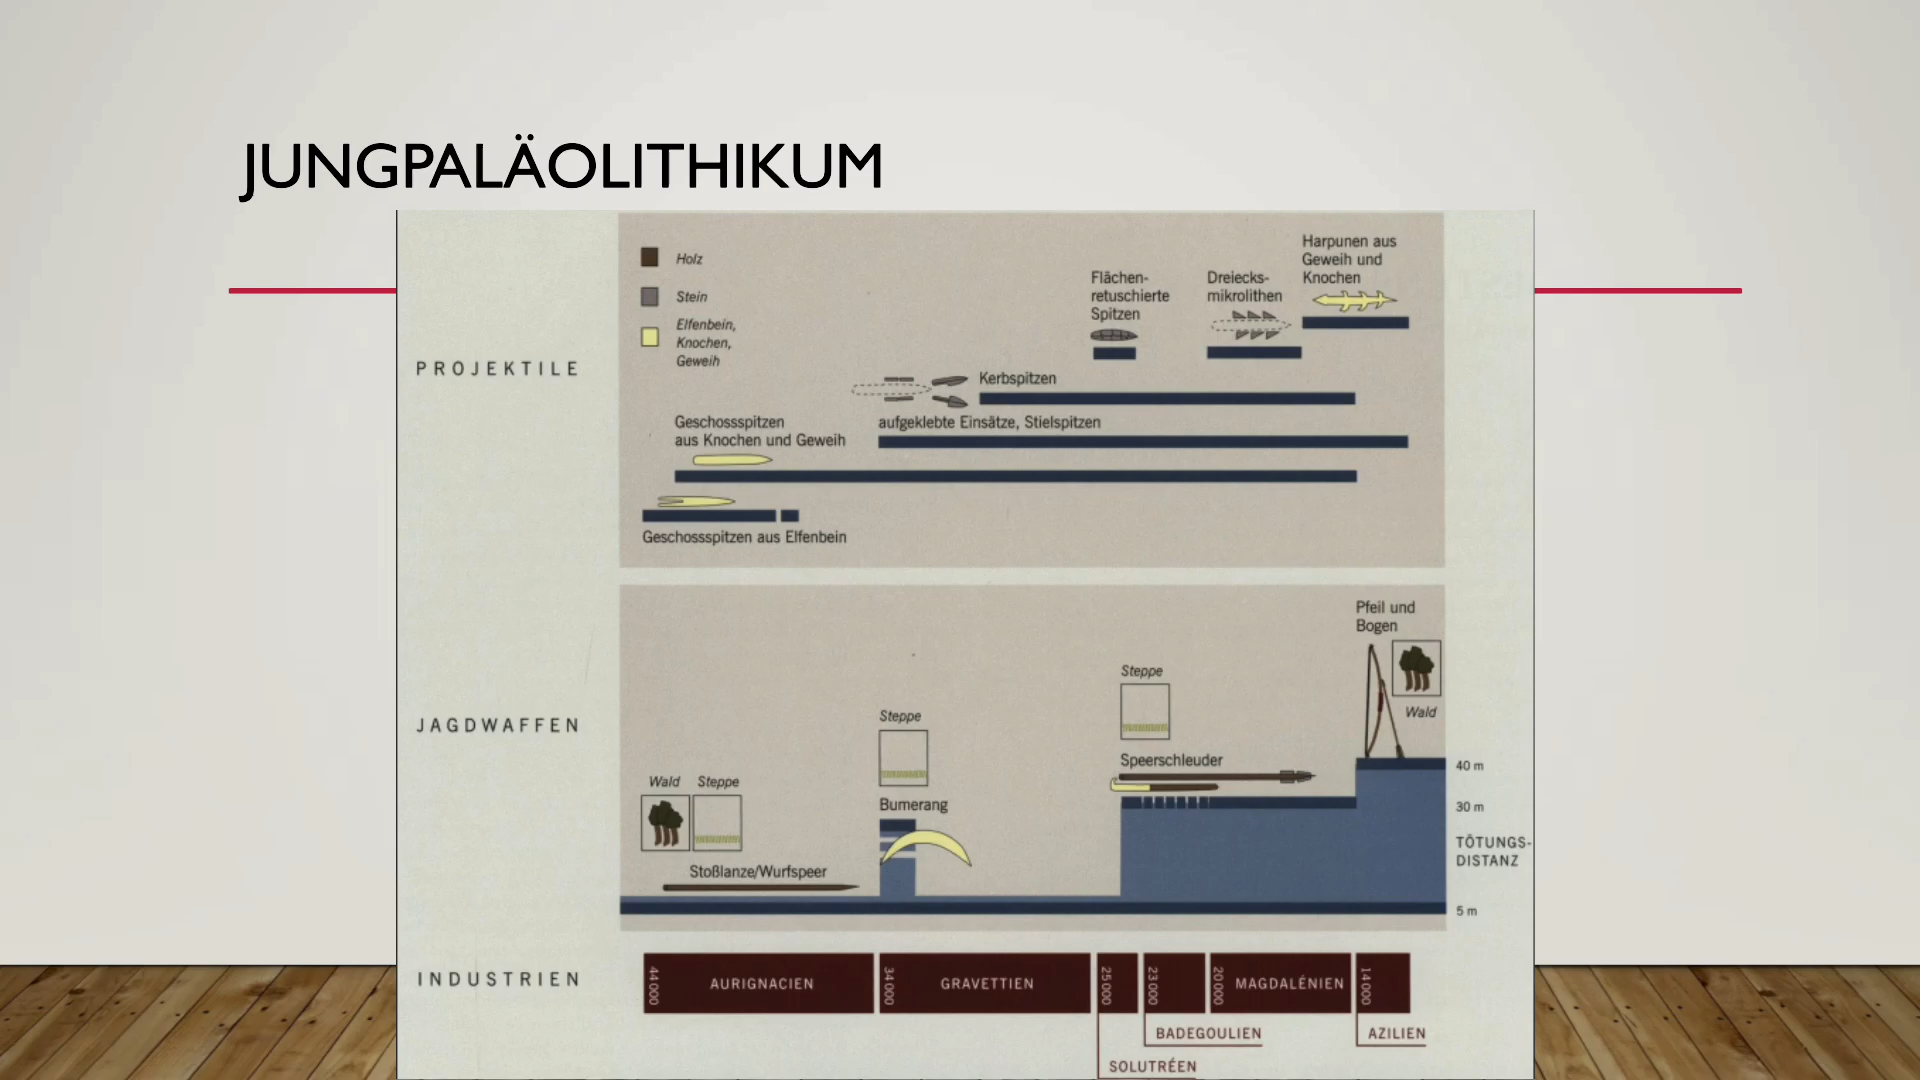 JUNGPALÄOLITHIKUM
Holz
Stein
Elfenbein,
Knochen,
Geweih
PROJEKTILE
Harpunen aus
Geweih und
Knochen
Flächen-
retuschierte
Spitzen
Dreiecks-
mikrolithen
Kerbspitzen
aufgeklebte Einsätze, Stielspitzen
Geschossspitzen
aus Knochen und Geweih
Geschossspitzen aus Elfenbein
JAGDWAFFEN
Pfeil und
Bogen
Wald
Steppe
Speerschleuder
Steppe
Bumerang
Wald
Steppe
Stoßlanze/Wurfspeer
40 m
30 m
TÖTUNGS-
DISTANZ
5 m
INDUSTRIEN
44 000
AURIGNACIEN
34 000
GRAVETTIEN
25 000
23 000
20 000
MAGDALÉNIEN
14 000
BADEGOULIEN
AZILIEN
SOLUTRÉEN